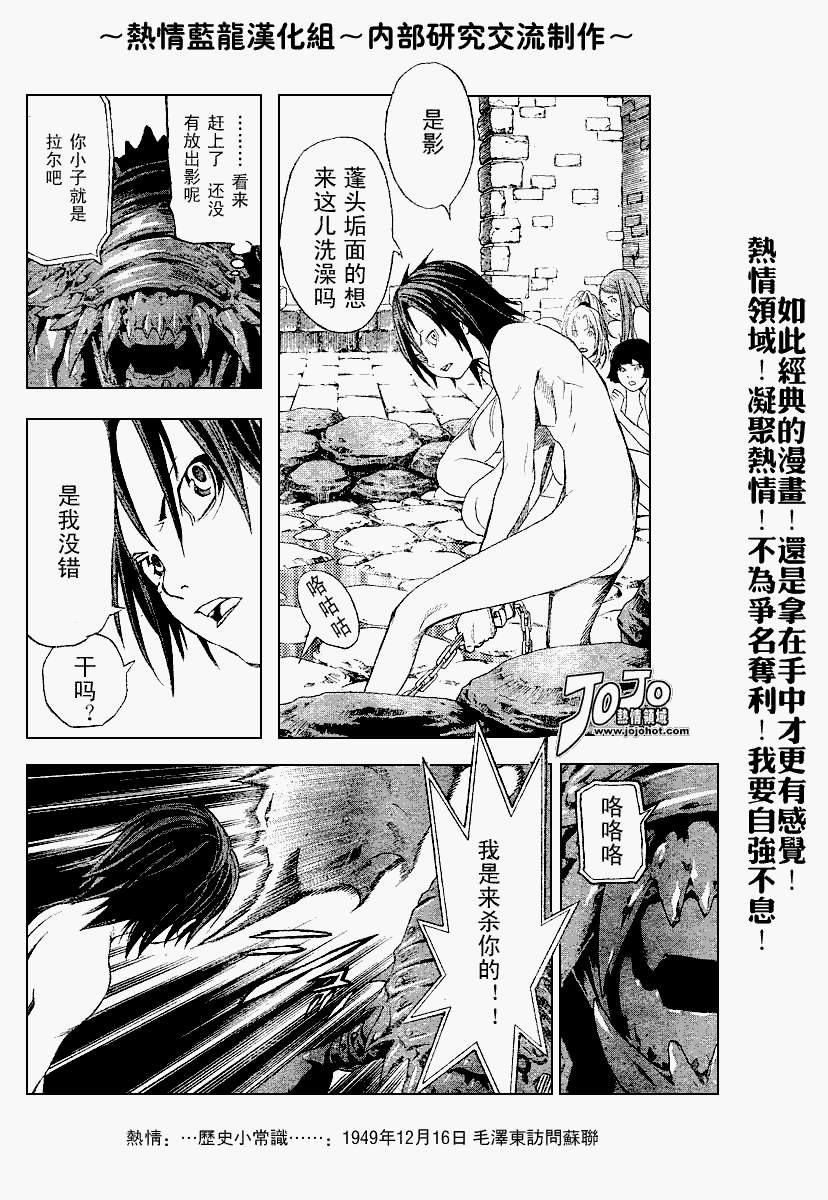 ～熱情藍龍漢化組～内部研究交流制作～
是影
蓬头垢面的想
来这儿洗澡吗
咯咕咕
………看来
赶上了 还没
有放出影呢
你小子就是
拉尔吧
是我没错
干吗？
咯咯咯
我是来杀你的！！
JOJO
熱情領域
www.jojohot.com
如此經典的漫畫！還是拿在手中才更有感覺！
熱情領域！凝聚熱情！不為爭名奪利！我要自強不息！
熱情：…歷史小常識……：1949年12月16日 毛澤東訪問蘇聯